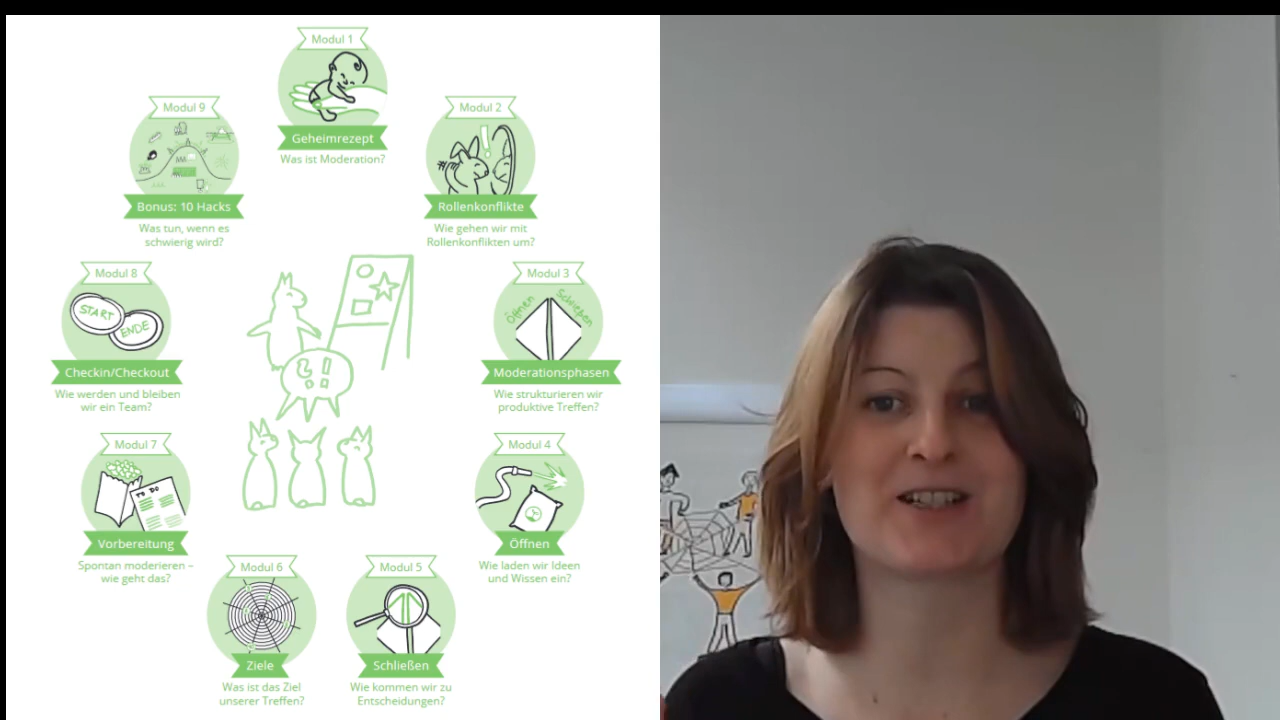 Modul 1
Geheimrezept
Was ist Moderation?
Modul 2
Rollenkonflikte
Wie gehen wir mit
Rollenkonflikten um?
Modul 3
Öffnen
Schließen
Moderationsphasen
Wie strukturieren wir
produktive Treffen?
Modul 4
Öffnen
Wie laden wir Ideen
und Wissen ein?
Modul 5
Schließen
Wie kommen wir zu
Entscheidungen?
Modul 6
Ziele
Was ist das Ziel
unserer Treffen?
Modul 7
TO DO
Vorbereitung
Spontan moderieren –
wie geht das?
Modul 8
START
ENDE
Checkin/Checkout
Wie werden und bleiben
wir ein Team?
Modul 9
Bonus: 10 Hacks
Was tun, wenn es
schwierig wird?